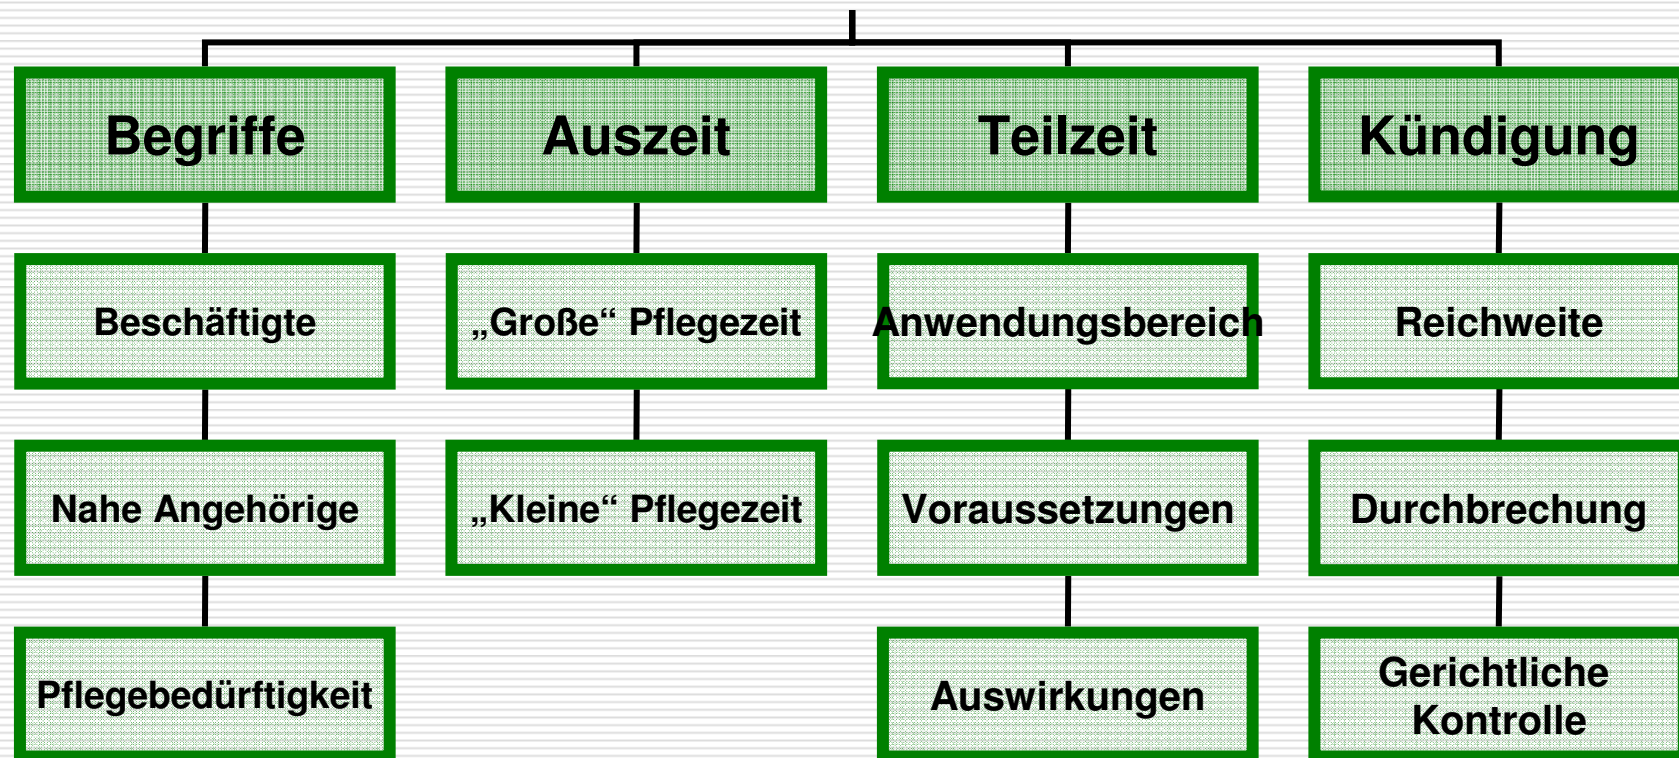 Begriffe
Auszeit
Teilzeit
Kündigung
Beschäftigte
„Große“ Pflegezeit
Anwendungsbereich
Reichweite
Nahe Angehörige
„Kleine“ Pflegezeit
Voraussetzungen
Durchbrechung
Pflegebedürftigkeit
Auswirkungen
Gerichtliche
Kontrolle